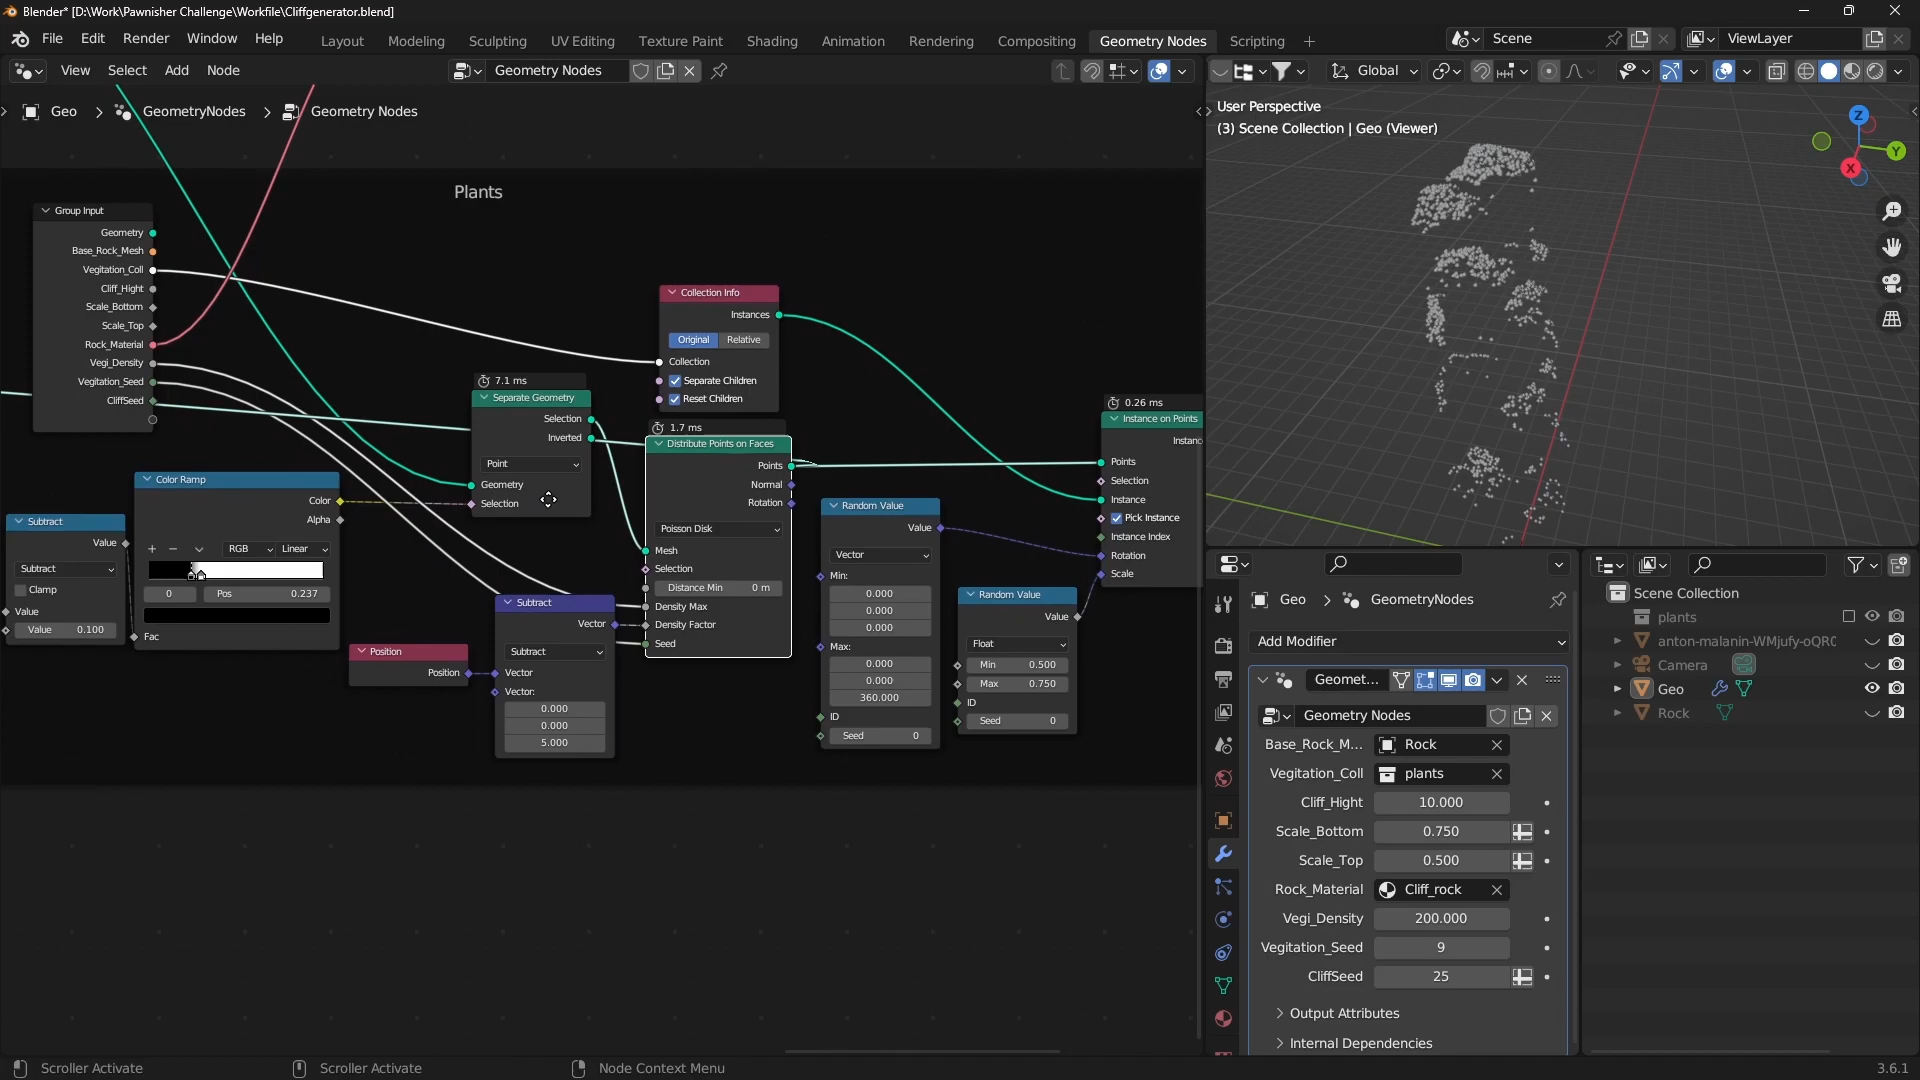 Blender* [D:\Work\Pawnisher Challenge\Workfile\Cliffgenerator.blend]
File Edit Render Window Help
Layout Modeling Sculpting UV Editing Texture Paint Shading Animation Rendering Compositing Geometry Nodes Scripting
Scene
ViewLayer
View Select Add Node
Geometry Nodes
Global
Geo > GeometryNodes > Geometry Nodes
User Perspective
(3) Scene Collection | Geo (Viewer)
Z
Y
X
Plants
Group Input
Geometry
Base_Rock_Mesh
Vegitation_Coll
Cliff_Hight
Scale_Bottom
Scale_Top
Rock_Material
Vegi_Density
Vegitation_Seed
CliffSeed
Collection Info
Instances
Original Relative
Collection
Separate Children
Reset Children
7.1 ms
Separate Geometry
Selection
Inverted
Point
Geometry
Selection
1.7 ms
Distribute Points on Faces
Points
Normal
Rotation
Poisson Disk
Mesh
Selection
Distance Min 0 m
Density Max
Density Factor
Seed
0.26 ms
Instance on Points
Instanc
Points
Selection
Instance
Pick Instance
Instance Index
Rotation
Scale
Subtract
Value
Subtract
Clamp
Value
Value 0.100
Color Ramp
Color
Alpha
RGB Linear
0 Pos 0.237
Fac
Position
Position
Subtract
Vector
Subtract
Vector
Vector:
0.000
0.000
5.000
Random Value
Value
Vector
Min:
0.000
0.000
0.000
Max:
0.000
0.000
360.000
ID
Seed 0
Random Value
Value
Float
Min 0.500
Max 0.750
ID
Seed 0
Geo > GeometryNodes
Add Modifier
Geomet...
Geometry Nodes
Base_Rock_M... Rock
Vegitation_Coll plants
Cliff_Hight 10.000
Scale_Bottom 0.750
Scale_Top 0.500
Rock_Material Cliff_rock
Vegi_Density 200.000
Vegitation_Seed 9
CliffSeed 25
Output Attributes
Internal Dependencies
Scene Collection
plants
anton-malanin-WMjufy-oQR0
Camera
Geo
Rock
Scroller Activate
Scroller Activate
Node Context Menu
3.6.1